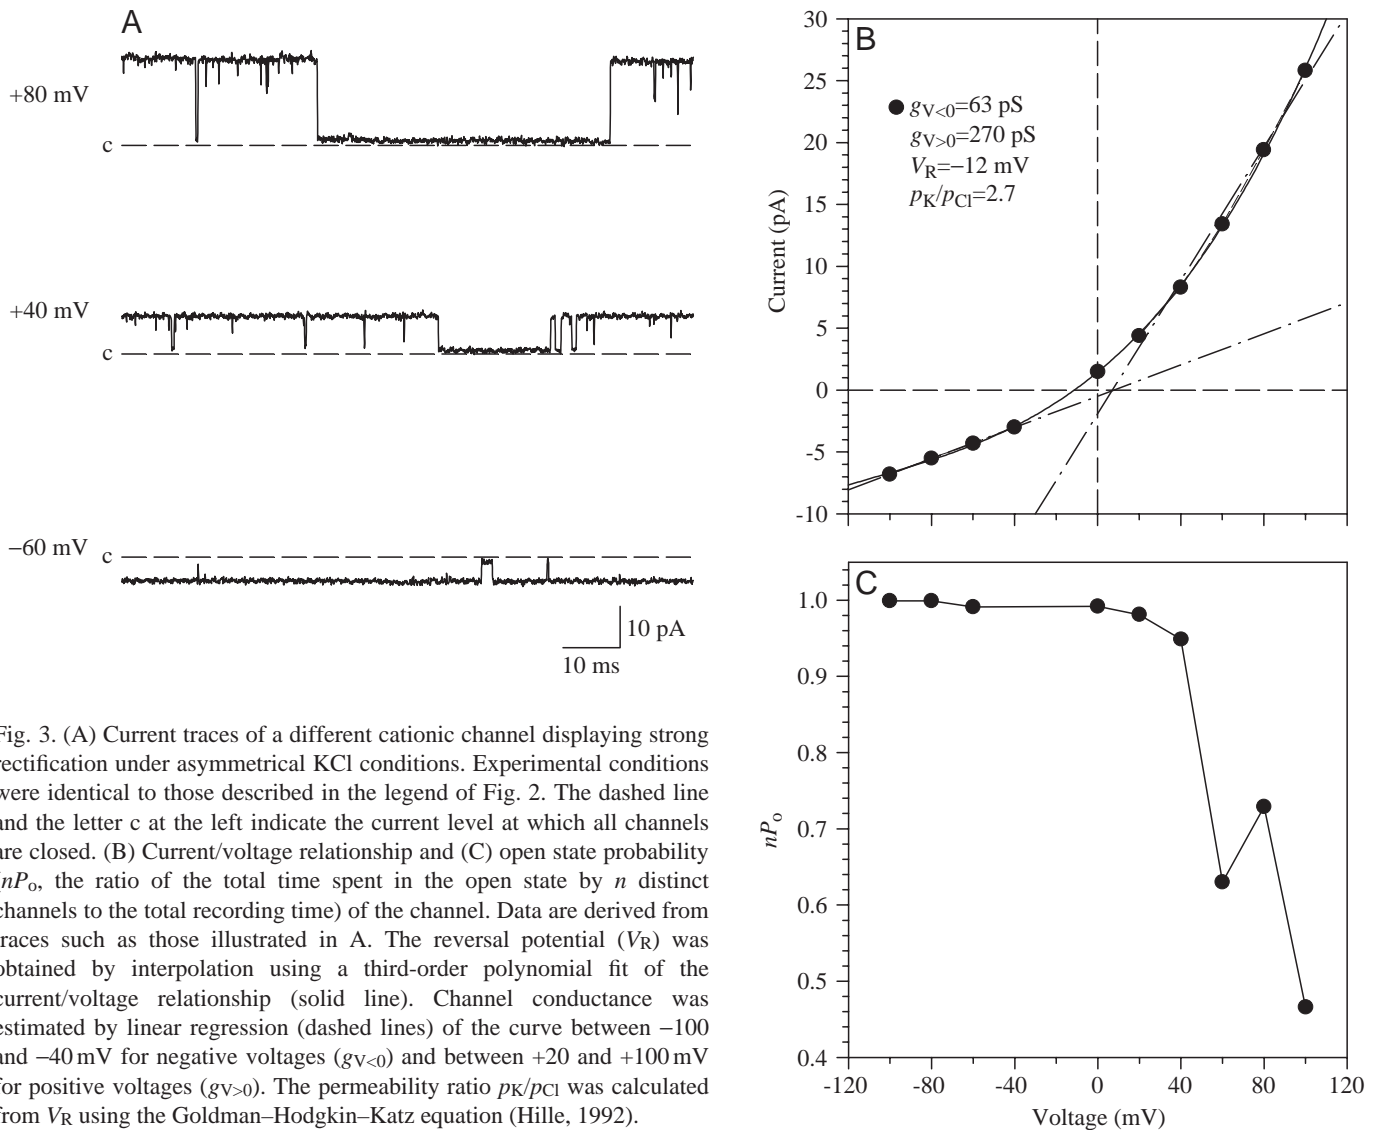 A
+80 mV
c
+40 mV
c
−60 mV
c
10 pA
10 ms
B
gV<0=63 pS
gV>0=270 pS
VR=−12 mV
pK/pCl=2.7
Current (pA)
30
25
20
15
10
5
0
-5
-10
C
nPo
1.0
0.9
0.8
0.7
0.6
0.5
0.4
-120
-80
-40
0
40
80
120
Voltage (mV)
Fig. 3. (A) Current traces of a different cationic channel displaying strong
rectification under asymmetrical KCl conditions. Experimental conditions
were identical to those described in the legend of Fig. 2. The dashed line
and the letter c at the left indicate the current level at which all channels
are closed. (B) Current/voltage relationship and (C) open state probability
(nPo, the ratio of the total time spent in the open state by n distinct
channels to the total recording time) of the channel. Data are derived from
traces such as those illustrated in A. The reversal potential (VR) was
obtained by interpolation using a third-order polynomial fit of the
current/voltage relationship (solid line). Channel conductance was
estimated by linear regression (dashed lines) of the curve between −100
and −40 mV for negative voltages (gV<0) and between +20 and +100 mV
for positive voltages (gV>0). The permeability ratio pK/pCl was calculated
from VR using the Goldman–Hodgkin–Katz equation (Hille, 1992).